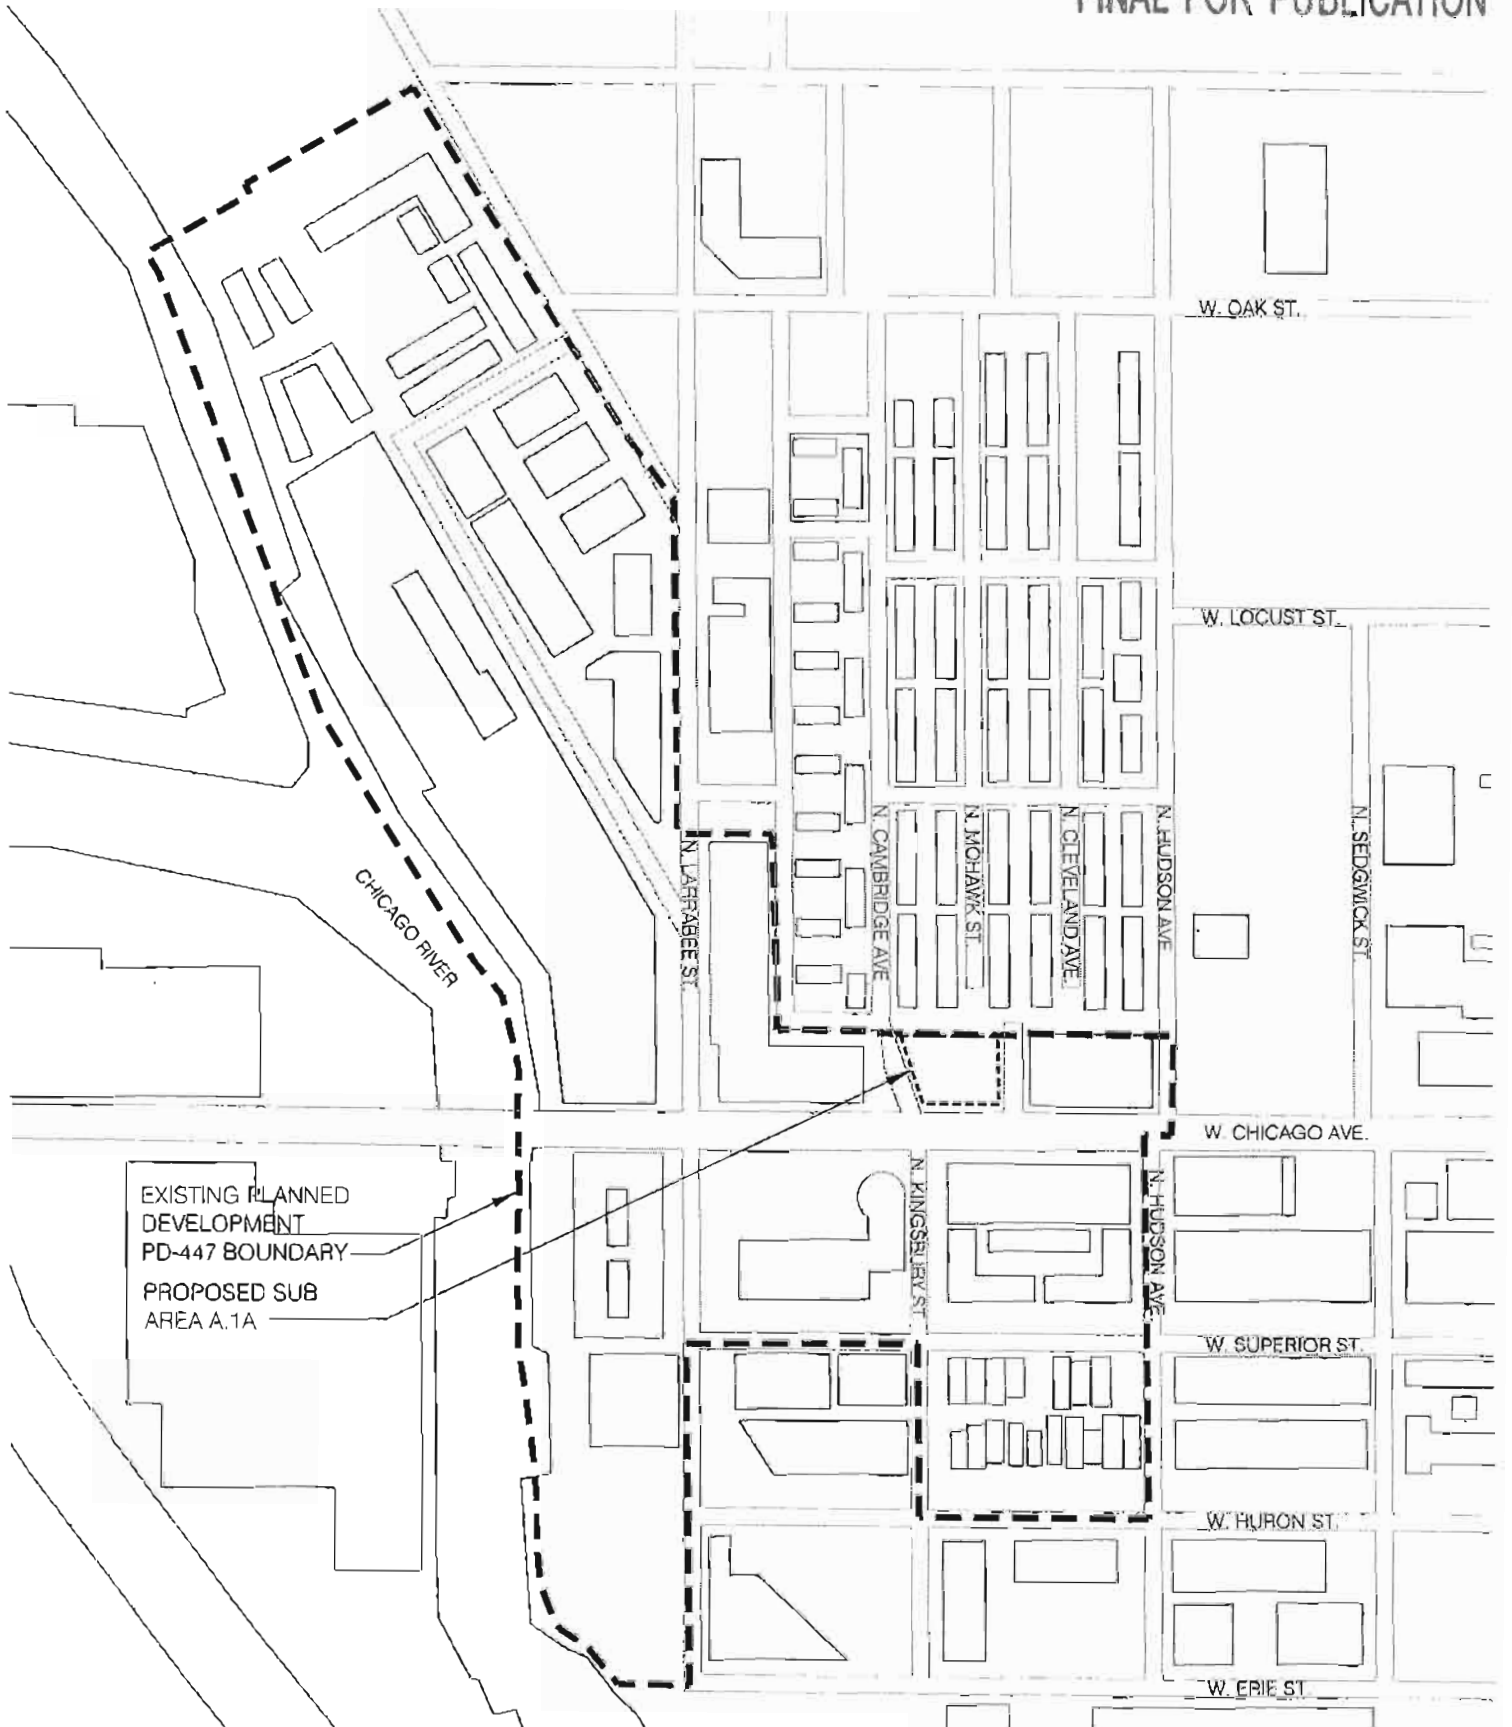 FINAL FOR PUBLICATION
W. OAK ST.
W. LOCUST ST.
N. LARRABEE ST.
N. CAMBRIDGE AVE
N. MOHAWK ST.
N. CLEVELAND AVE.
N. HUDSON AVE
N. SEDGWICK ST.
CHICAGO RIVER
W. CHICAGO AVE.
EXISTING PLANNED
DEVELOPMENT
PD-447 BOUNDARY
PROPOSED SUB
AREA A.1A
N. KINGSBURY ST
N. HUDSON AVE
W. SUPERIOR ST.
W. HURON ST.
W. ERIE ST